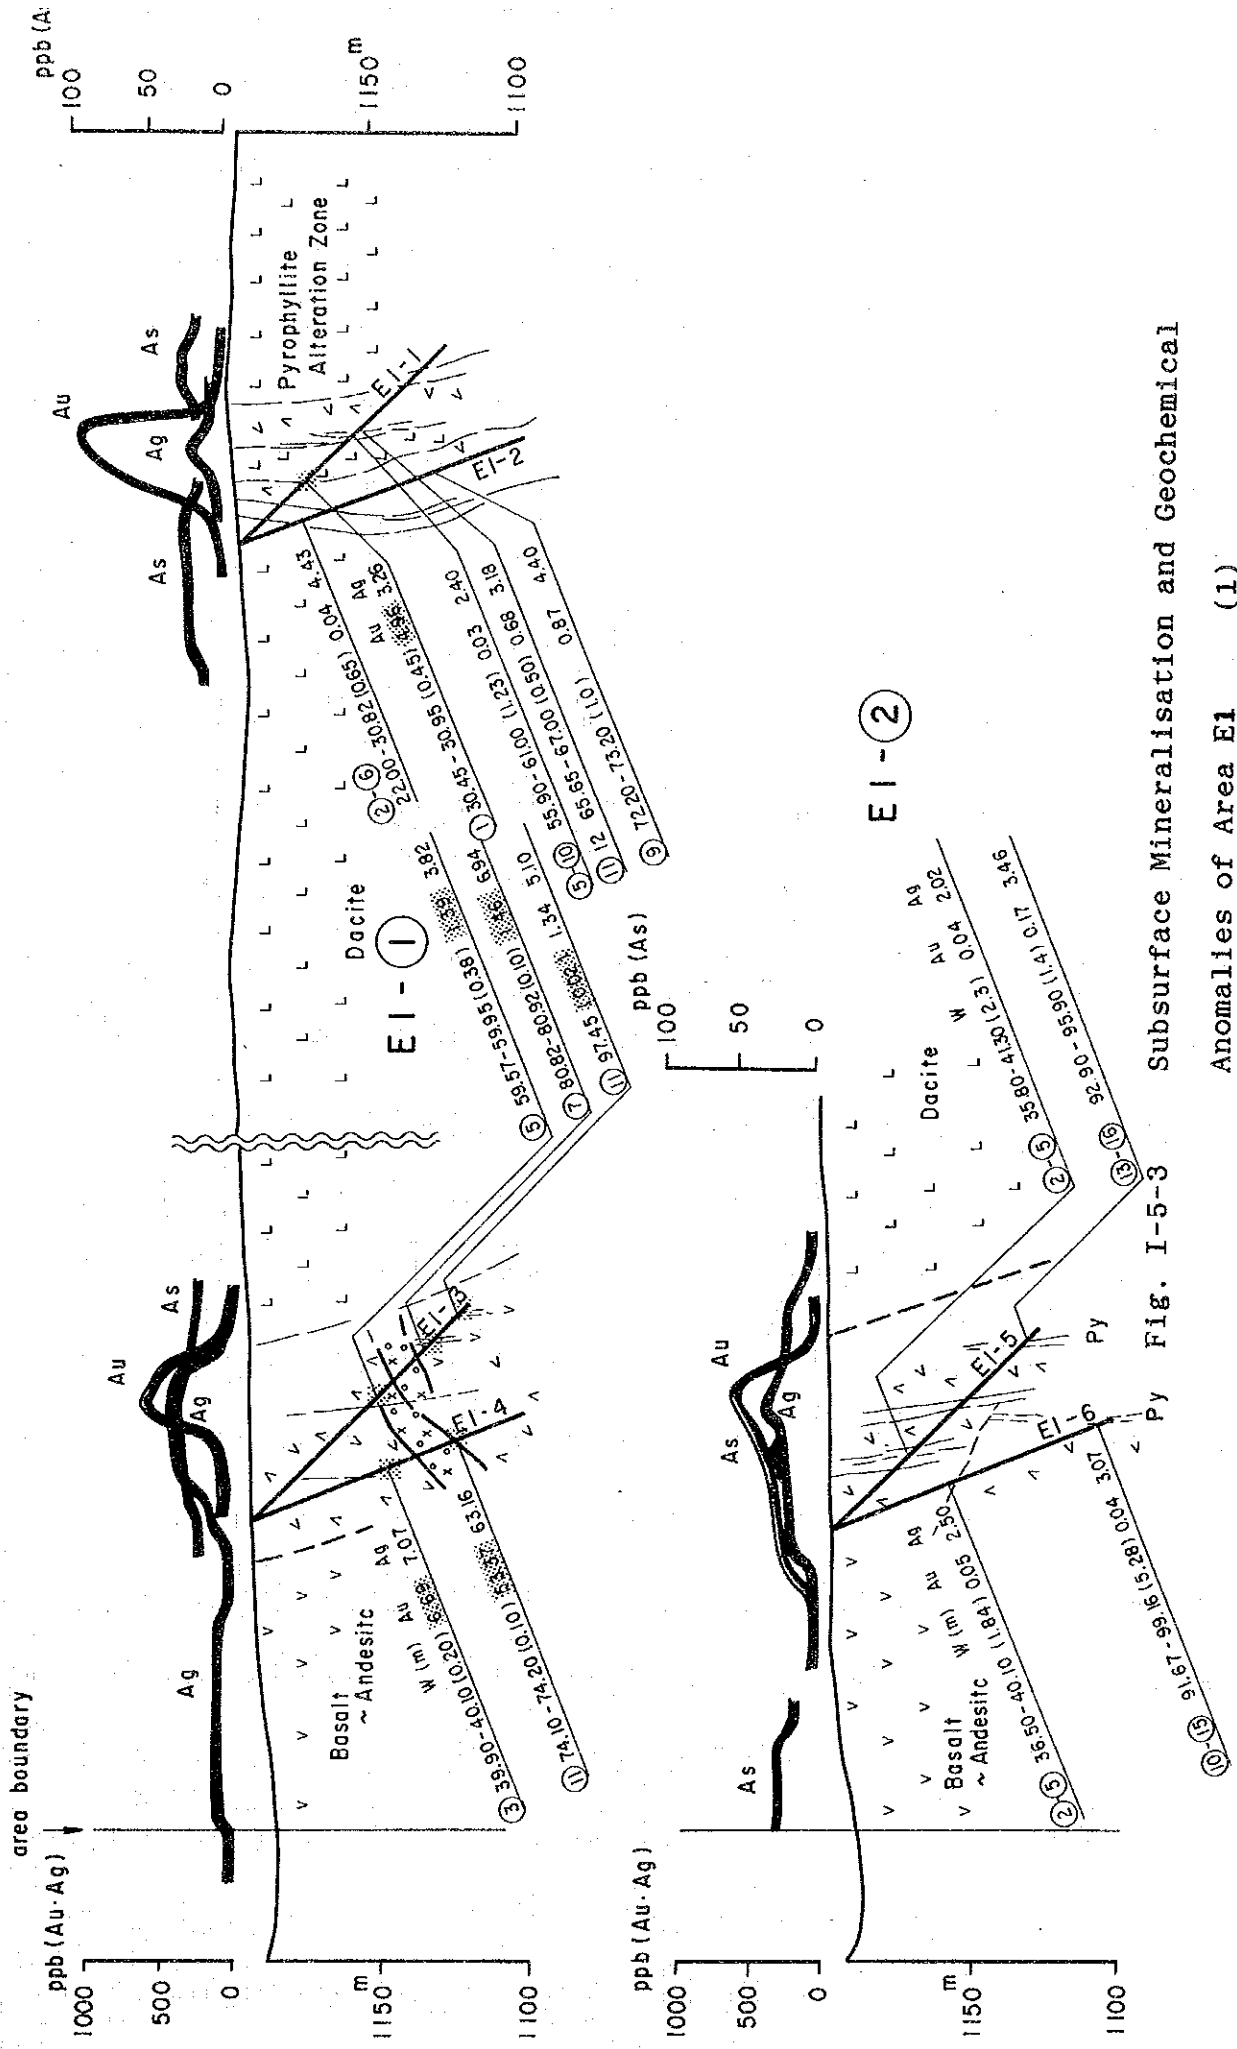 area boundary
ppb (Au·Ag)
1000
500
0
m
1150
1100
Ag
Au
As
Ag
As
Au
Ag
As
ppb (A
100
50
0
1150 m
1100
Basalt
~ Andesitc
Dacite
Pyrophyllite
Alteration Zone
E1-4
E1-3
E1-2
E1-1
W(m) Au Ag
③ 39.90-40.10 (0.20) 6.69 7.07
⑪ 74.10-74.20 (0.10) 63.16
E1-①
⑤ 59.57-59.95 (0.38) 3.82
⑦ 80.82-80.92 (0.10) 6.94
⑪ 97.45 1.34 5.10
②-⑥
22.00-30.82 (0.65) 0.04 4.43
Au Ag
① 30.45-30.95 (0.45) 4.96 3.26
⑤-⑩ 55.90-61.00 (1.23) 0.03 2.40
⑪ 12 65.65-67.00 (0.50) 0.68 3.18
⑨ 72.20-73.20 (1.0) 0.87 4.40
ppb (Au·Ag)
1000
500
0
m
1150
1100
As
As
Au
Ag
ppb (As)
100
50
0
E1-②
Basalt
~ Andesitc
Dacite
E1-5
E1-6
Py
Py
W(m) Au Ag
②-⑤ 36.50-40.10 (1.84) 0.05 2.50
⑩-⑮ 91.67-99.16 (5.28) 0.04 3.07
W Au Ag
②-⑤ 35.80-41.30 (2.3) 0.04 2.02
⑬-⑯ 92.90-95.90 (1.4) 0.17 3.46
Fig. I-5-3 Subsurface Mineralisation and Geochemical
Anomalies of Area E1 (1)